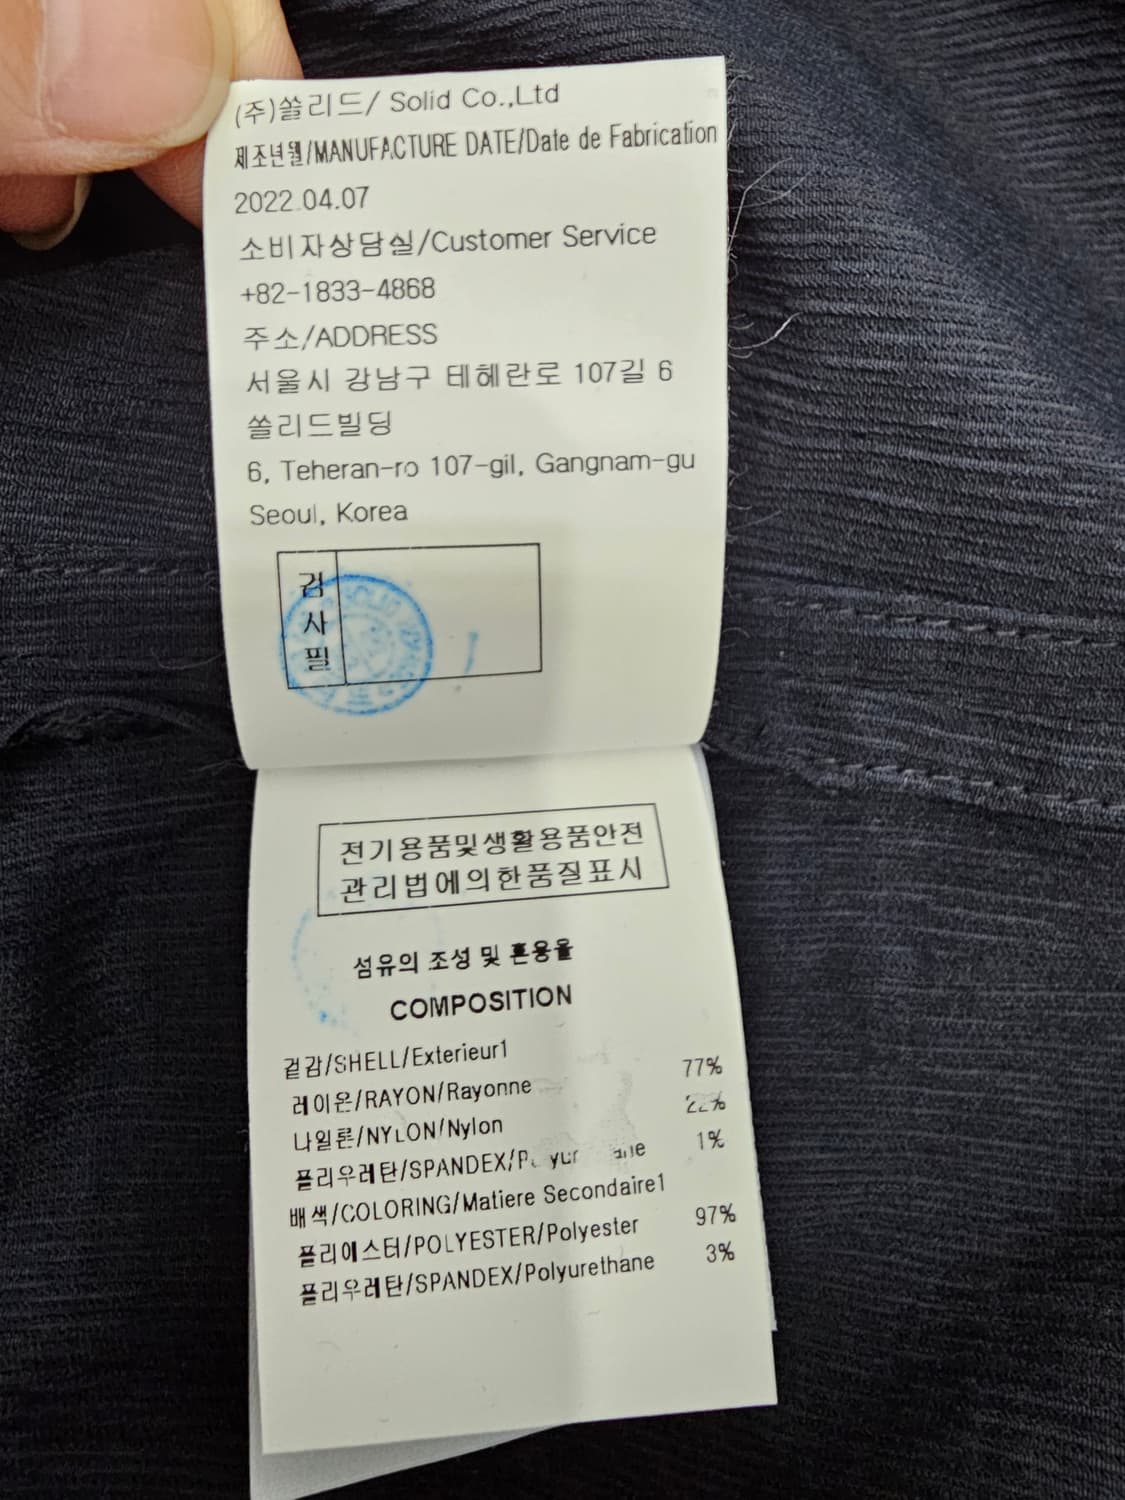 (주)쏠리드/ Solid Co.,Ltd
제조년월/MANUFACTURE DATE/Date de Fabrication
2022.04.07
소비자상담실/Customer Service
+82-1833-4868
주소/ADDRESS
서울시 강남구 테헤란로 107길 6
쏠리드빌딩
6, Teheran-ro 107-gil, Gangnam-gu
Seoul, Korea
검사필
전기용품및생활용품안전
관리법에의한품질표시
섬유의 조성 및 혼용율
COMPOSITION
겉감/SHELL/Exterieur1
레이온/RAYON/Rayonne 77%
나일론/NYLON/Nylon 22%
폴리우레탄/SPANDEX/ 1%
배색/COLORING/Matiere Secondaire1
폴리에스터/POLYESTER/Polyester 97%
폴리우레탄/SPANDEX/Polyurethane 3%